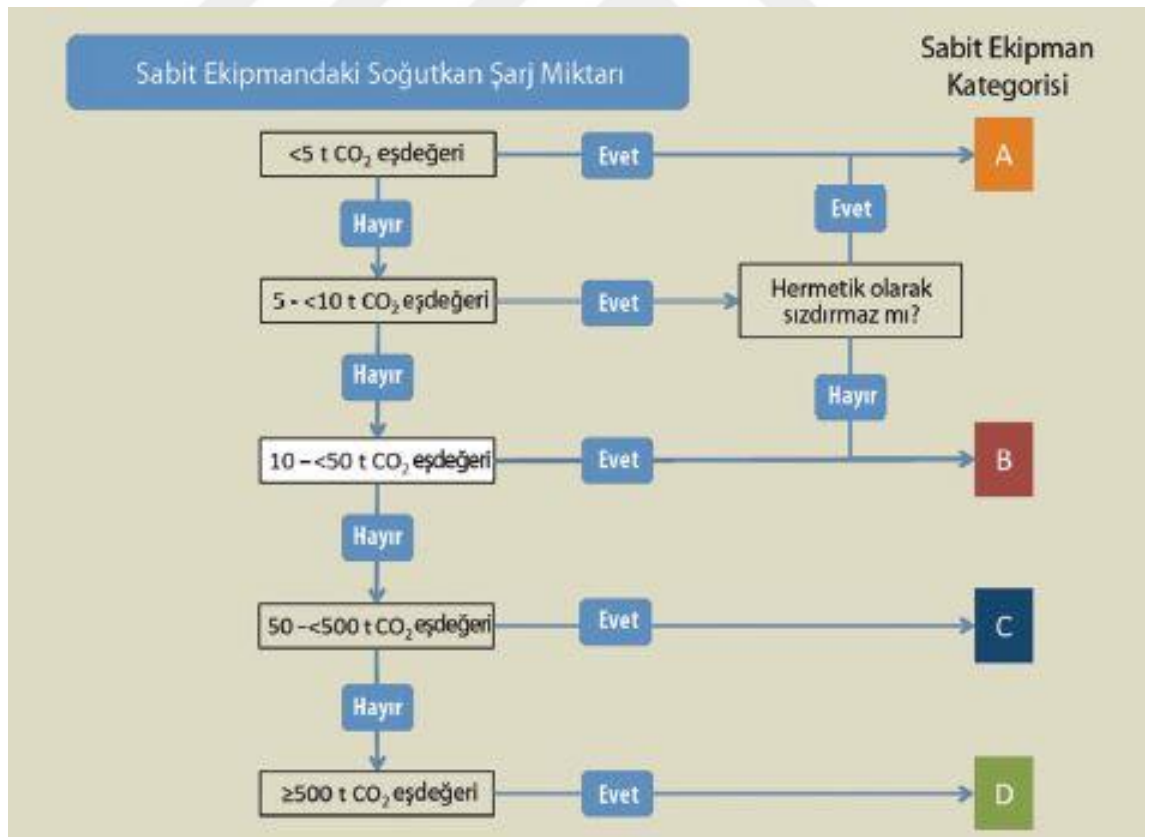 Sabit Ekipmandaki Soğutkan Şarj Miktarı
Sabit Ekipman
Kategorisi
<5 t CO₂ eşdeğeri
Evet
A
Hayır
Evet
5 - <10 t CO₂ eşdeğeri
Evet
Hermetik olarak
sızdırmaz mı?
Hayır
Hayır
10 – <50 t CO₂ eşdeğeri
Evet
B
Hayır
50 – <500 t CO₂ eşdeğeri
Evet
C
Hayır
≥500 t CO₂ eşdeğeri
Evet
D